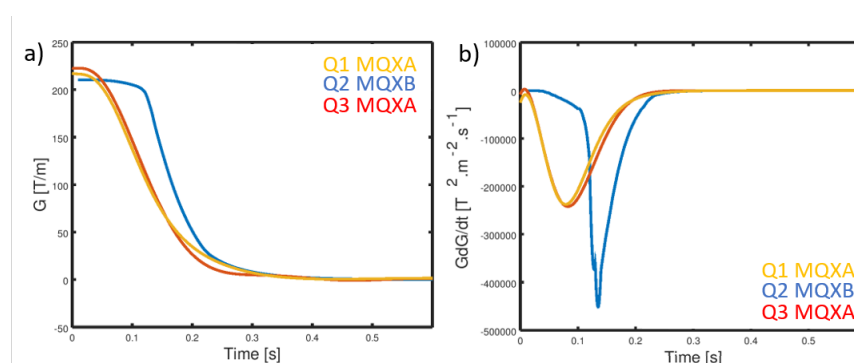 a)
G [T/m]
250
200
150
100
50
0
-50
0
0.1
0.2
0.3
0.4
0.5
Time [s]
Q1 MQXA
Q2 MQXB
Q3 MQXA
b)
GdG/dt [T².m⁻².s⁻¹]
100000
0
-100000
-200000
-300000
-400000
-500000
0
0.1
0.2
0.3
0.4
0.5
Time [s]
Q1 MQXA
Q2 MQXB
Q3 MQXA